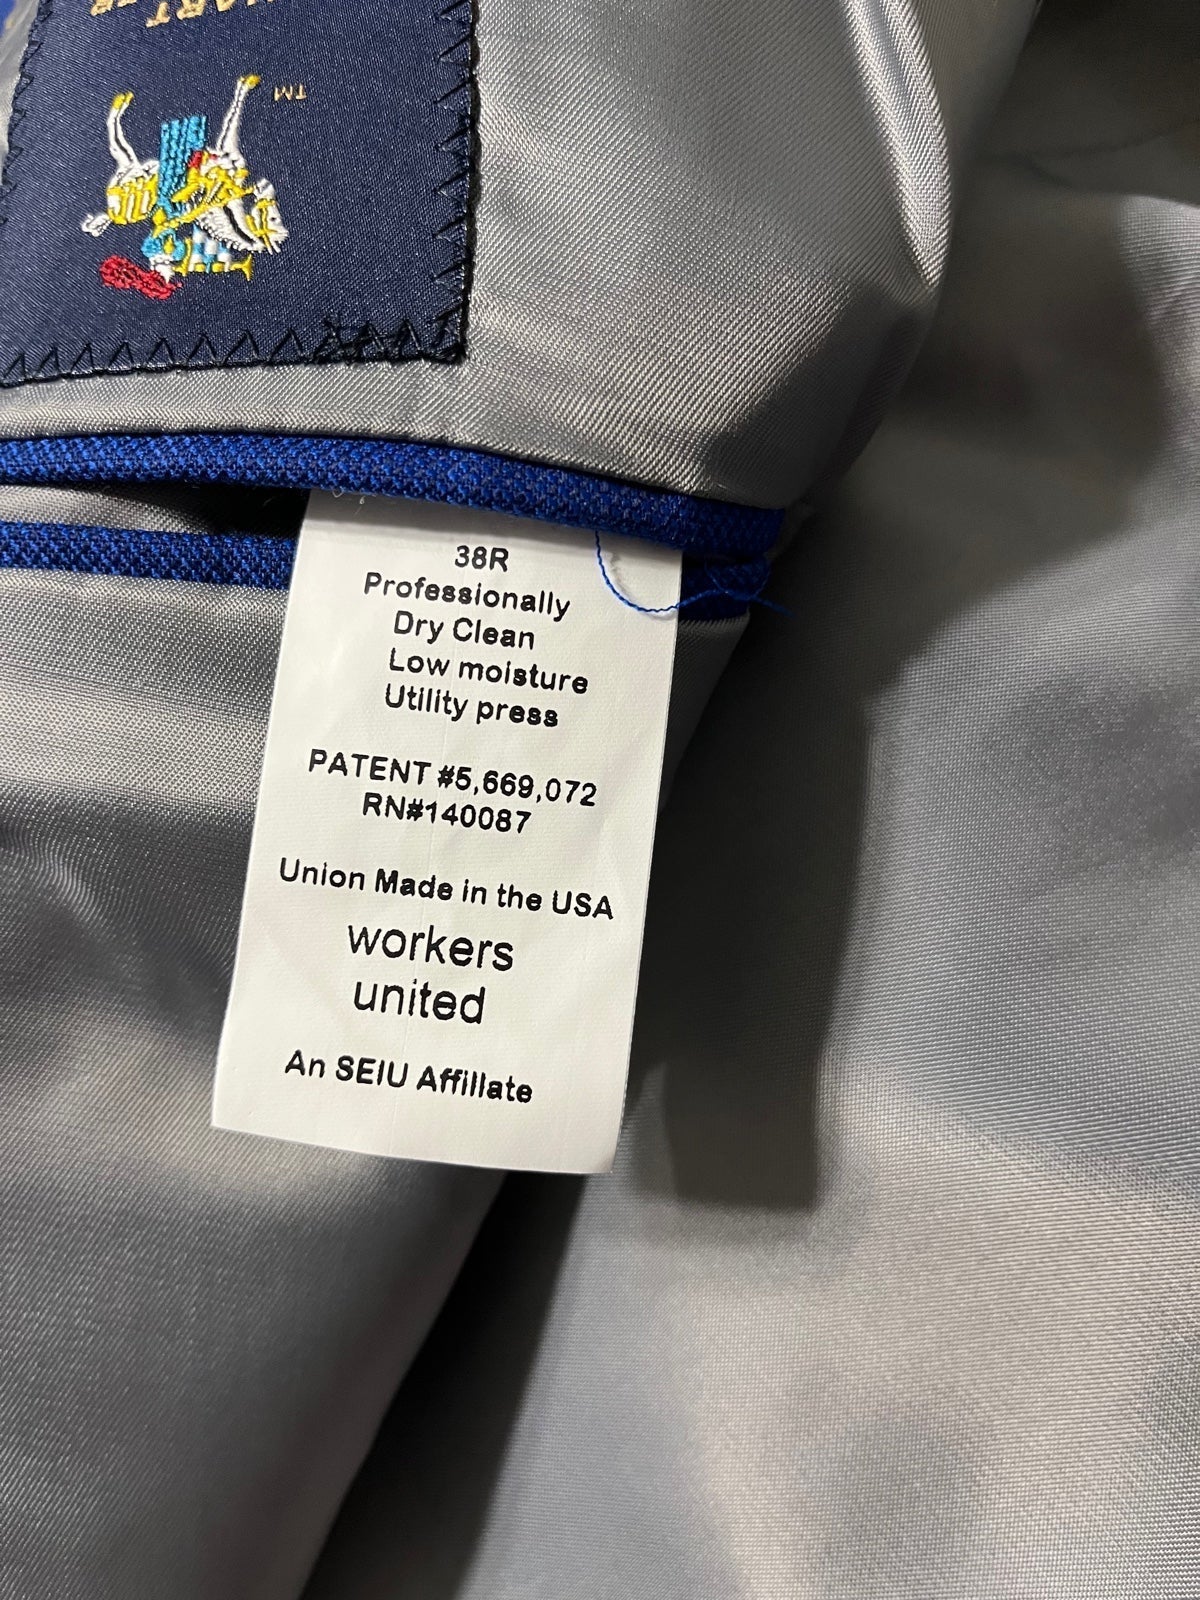 TM
38R
Professionally
Dry Clean
Low moisture
Utility press
PATENT #5,669,072
RN#140087
Union Made in the USA
workers
united
An SEIU Affillate